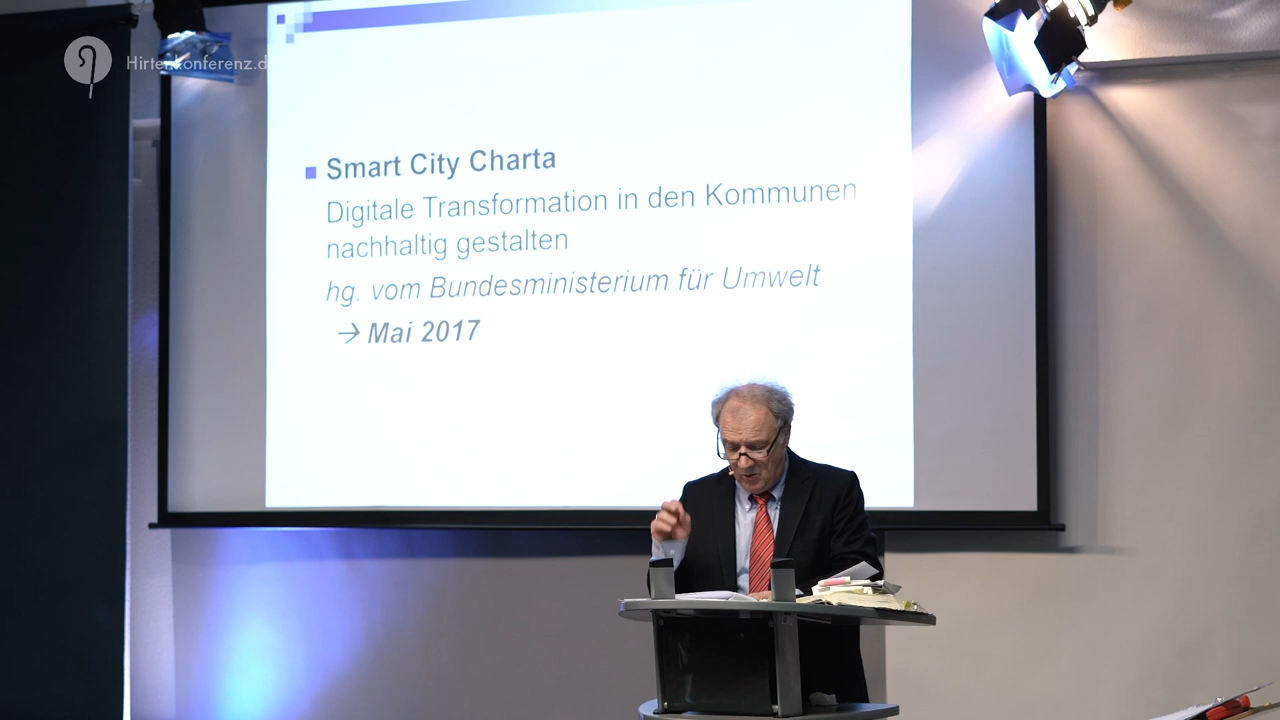 Hirtenkonferenz.d
Smart City Charta
Digitale Transformation in den Kommunen
nachhaltig gestalten
hg. vom Bundesministerium für Umwelt
→ Mai 2017